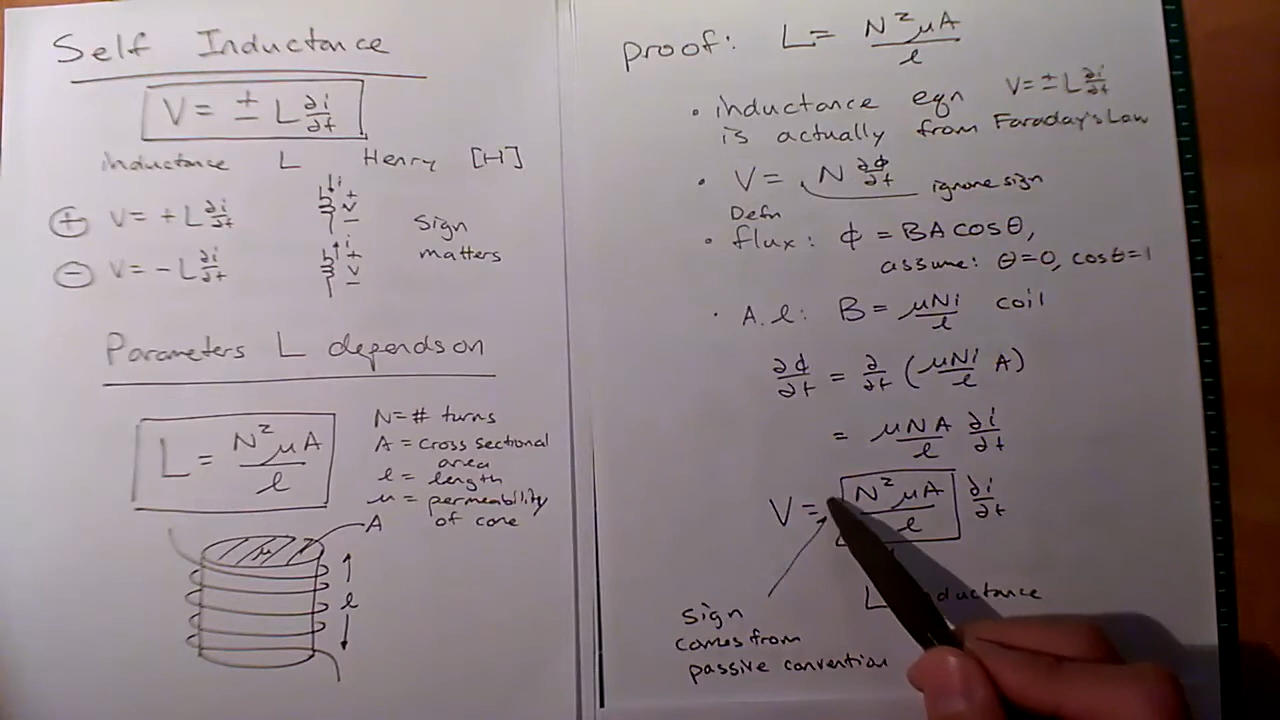 Self Inductance
V = ± L ∂i/∂t
inductance L Henry [H]
⊕ V = + L ∂i/∂t
i + V −
⊖ V = − L ∂i/∂t
i + V −
Sign
matters
Parameters L depends on
L = N²μA/ℓ
N = # turns
A = cross sectional
area
ℓ = length
μ = permeability
of core
A
μ
ℓ
proof: L = N²μA/ℓ
• inductance eqn V = ± L ∂i/∂t
is actually from Faraday's Law
• V = N ∂ϕ/∂t ignore sign
Defn
• flux: ϕ = BA cosθ,
assume: θ=0, cosθ=1
• A.ℓ: B = μNi/ℓ coil
∂ϕ/∂t = ∂/∂t (μNi/ℓ A)
= μNA/ℓ ∂i/∂t
V = N²μA/ℓ ∂i/∂t
L
sign
comes from
passive convention